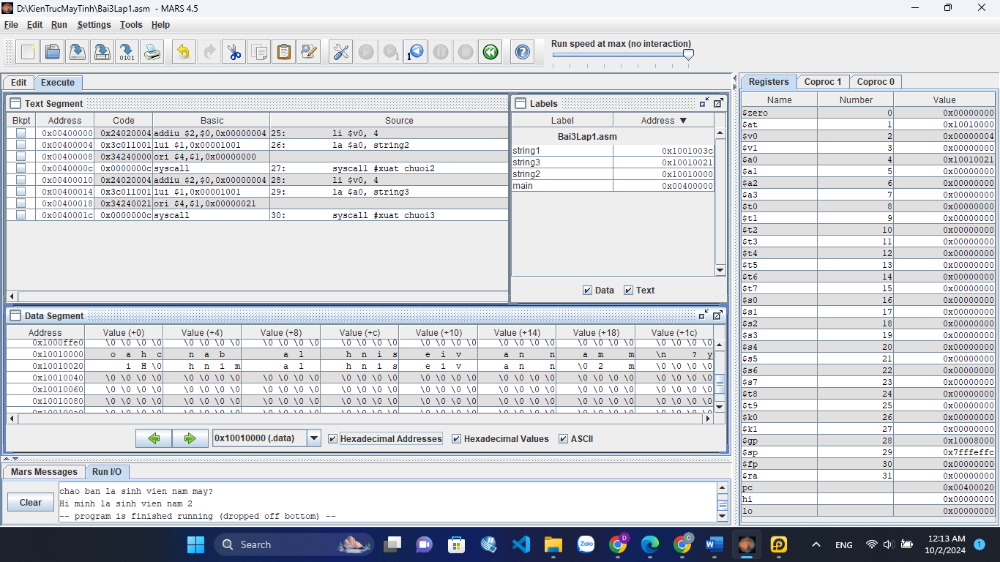 D:\KienTrucMayTinh\Bai3Lap1.asm - MARS 4.5
File Edit Run Settings Tools Help
Run speed at max (no interaction)
Edit Execute
Registers Coproc 1 Coproc 0
Text Segment
Bkpt Address Code Basic Source
0x00400000 0x24020004 addiu $2,$0,0x00000004 25: li $v0, 4
0x00400004 0x3c011001 lui $1,0x00001001 26: la $a0, string2
0x00400008 0x34240000 ori $4,$1,0x00000000
0x0040000c 0x0000000c syscall 27: syscall #xuat chuoi2
0x00400010 0x24020004 addiu $2,$0,0x00000004 28: li $v0, 4
0x00400014 0x3c011001 lui $1,0x00001001 29: la $a0, string3
0x00400018 0x34240021 ori $4,$1,0x00000021
0x0040001c 0x0000000c syscall 30: syscall #xuat chuoi3
Labels
Label Address ▼
Bai3Lap1.asm
string1 0x1001003c
string3 0x10010021
string2 0x10010000
main 0x00400000
Data Text
Data Segment
Address Value (+0) Value (+4) Value (+8) Value (+c) Value (+10) Value (+14) Value (+18) Value (+1c)
0x1000ffe0 \0 \0 \0 \0 \0 \0 \0 \0 \0 \0 \0 \0 \0 \0 \0 \0 \0 \0 \0 \0 \0 \0 \0 \0 \0 \0 \0 \0 \0 \0 \0 \0
0x10010000 o a h c n a b a l h n i s e i v a n n a m m \n ? y
0x10010020 i H \0 h n i m a l h n i s e i v a n n \0 2 m \0 \0 \0 \0
0x10010040 \0 \0 \0 \0 \0 \0 \0 \0 \0 \0 \0 \0 \0 \0 \0 \0 \0 \0 \0 \0 \0 \0 \0 \0 \0 \0 \0 \0 \0 \0 \0 \0
0x10010060 \0 \0 \0 \0 \0 \0 \0 \0 \0 \0 \0 \0 \0 \0 \0 \0 \0 \0 \0 \0 \0 \0 \0 \0 \0 \0 \0 \0 \0 \0 \0 \0
0x10010080 \0 \0 \0 \0 \0 \0 \0 \0 \0 \0 \0 \0 \0 \0 \0 \0 \0 \0 \0 \0 \0 \0 \0 \0 \0 \0 \0 \0 \0 \0 \0 \0
0x10010000 (.data) Hexadecimal Addresses Hexadecimal Values ASCII
Mars Messages Run I/O
Clear
chao ban la sinh vien nam may?
Hi minh la sinh vien nam 2
-- program is finished running (dropped off bottom) --
Name Number Value
$zero 0 0x00000000
$at 1 0x10010000
$v0 2 0x00000004
$v1 3 0x00000000
$a0 4 0x10010021
$a1 5 0x00000000
$a2 6 0x00000000
$a3 7 0x00000000
$t0 8 0x00000000
$t1 9 0x00000000
$t2 10 0x00000000
$t3 11 0x00000000
$t4 12 0x00000000
$t5 13 0x00000000
$t6 14 0x00000000
$t7 15 0x00000000
$s0 16 0x00000000
$s1 17 0x00000000
$s2 18 0x00000000
$s3 19 0x00000000
$s4 20 0x00000000
$s5 21 0x00000000
$s6 22 0x00000000
$s7 23 0x00000000
$t8 24 0x00000000
$t9 25 0x00000000
$k0 26 0x00000000
$k1 27 0x00000000
$gp 28 0x10008000
$sp 29 0x7fffeffc
$fp 30 0x00000000
$ra 31 0x00000000
pc 0x00400020
hi 0x00000000
lo 0x00000000
Search
Zalo
ENG
12:13 AM
10/2/2024
1